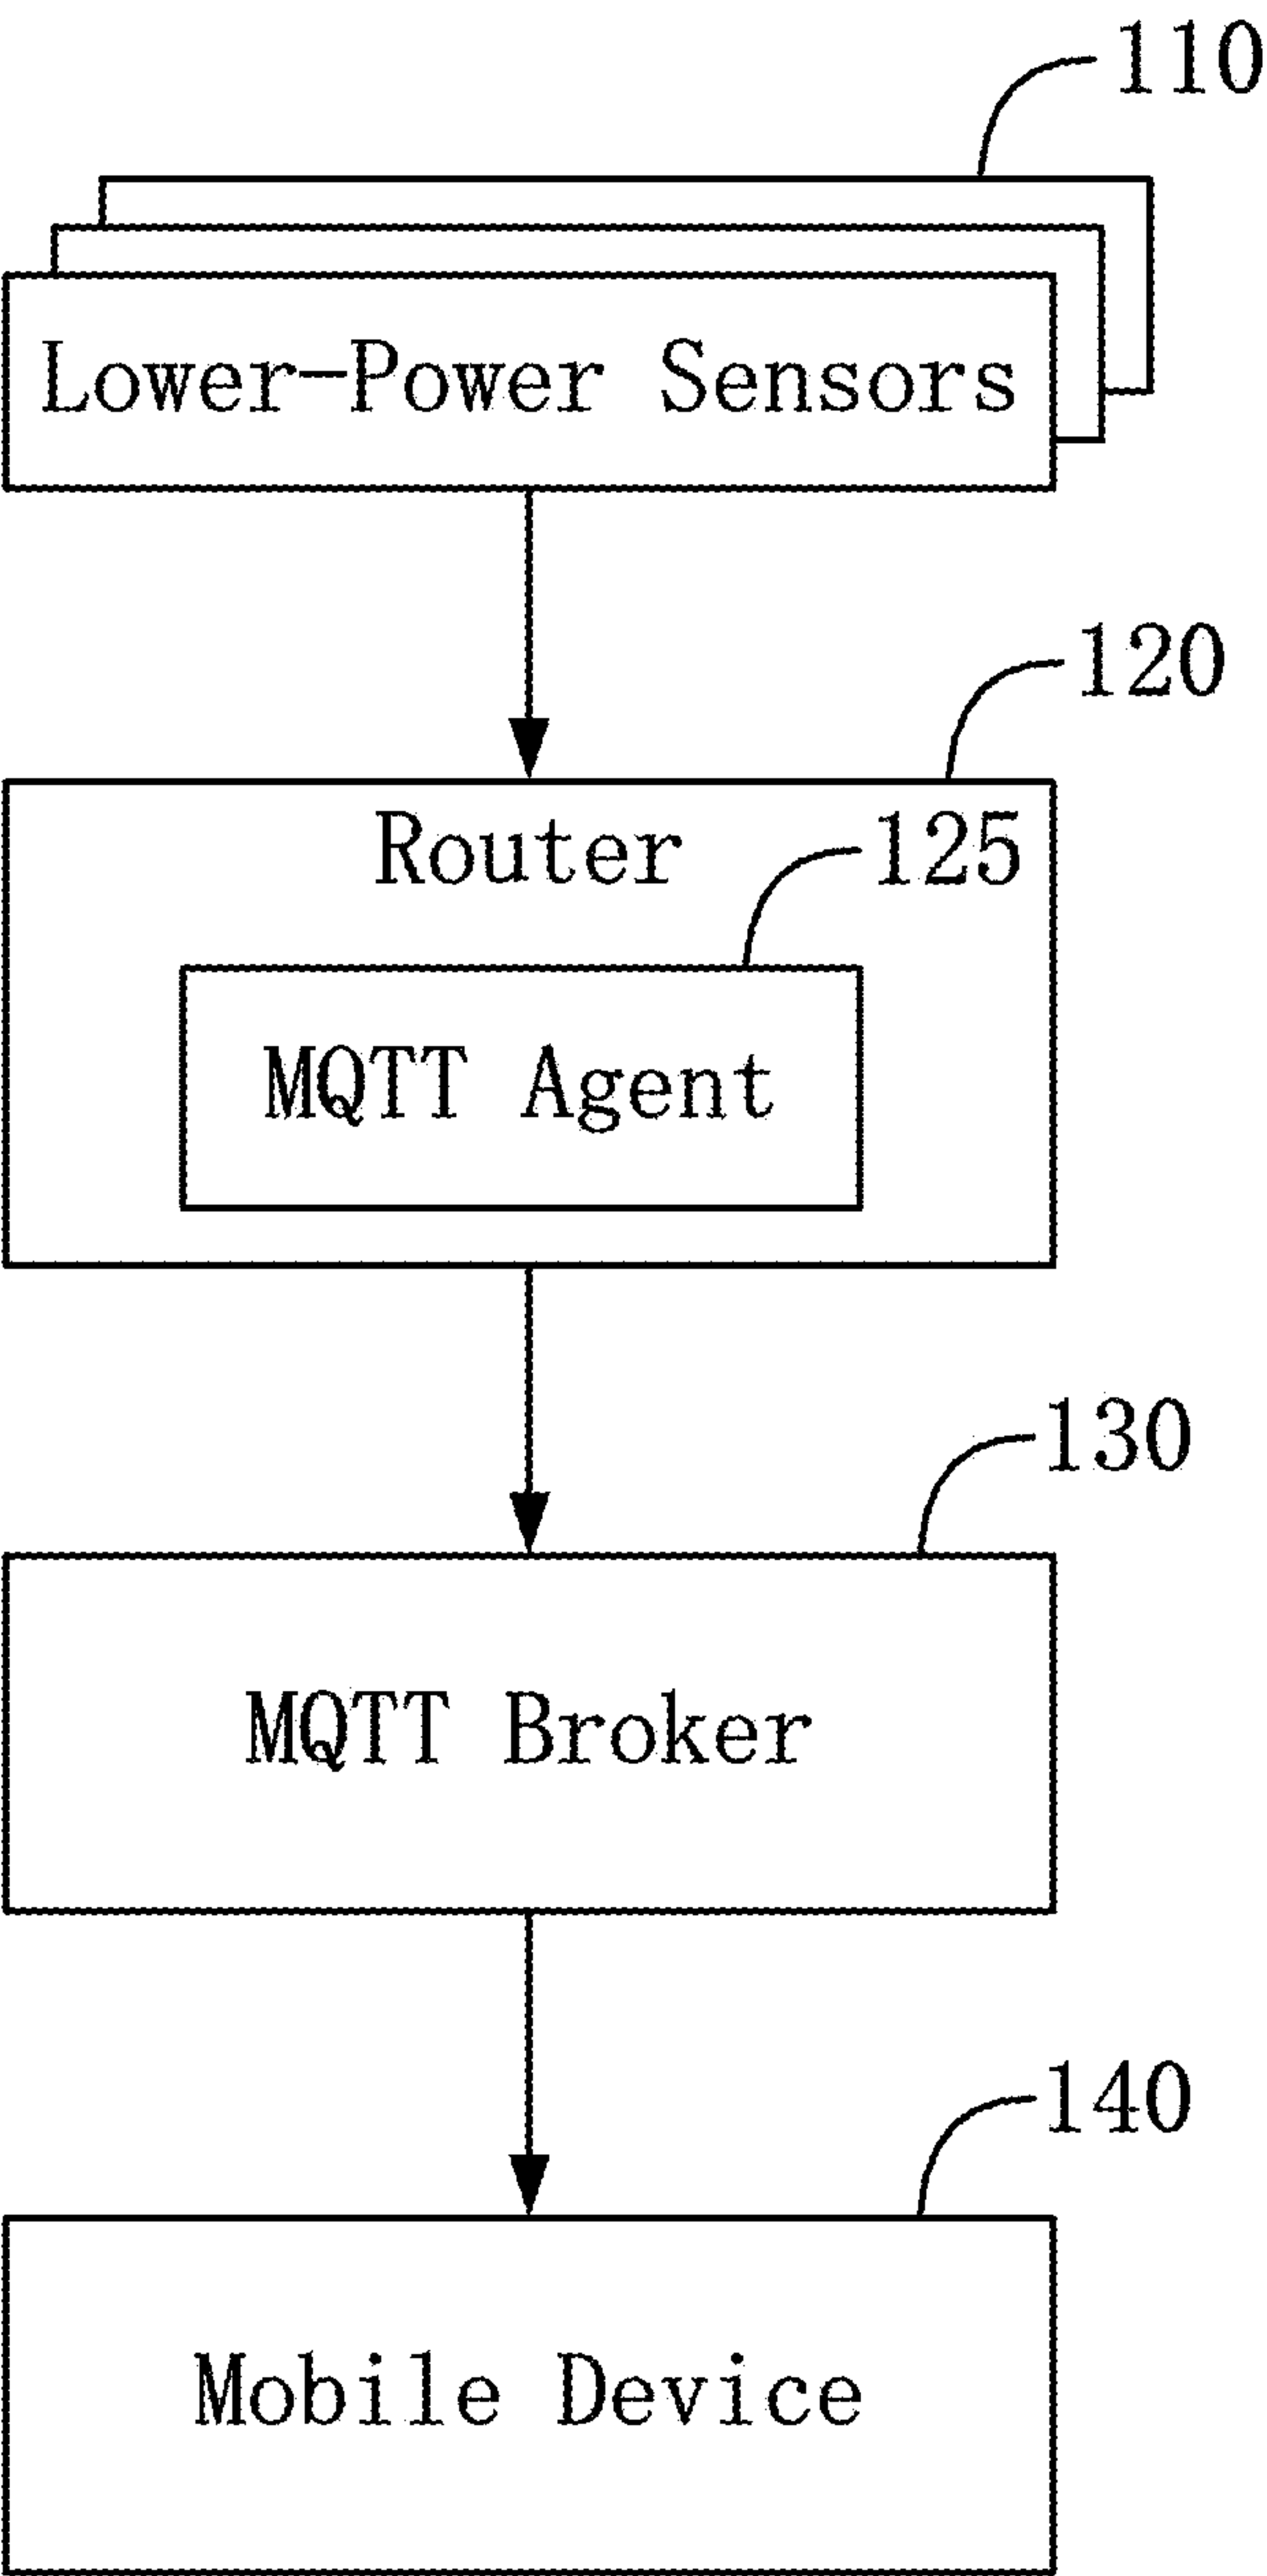 110
Lower-Power Sensors
120
Router
125
MQTT Agent
130
MQTT Broker
140
Mobile Device